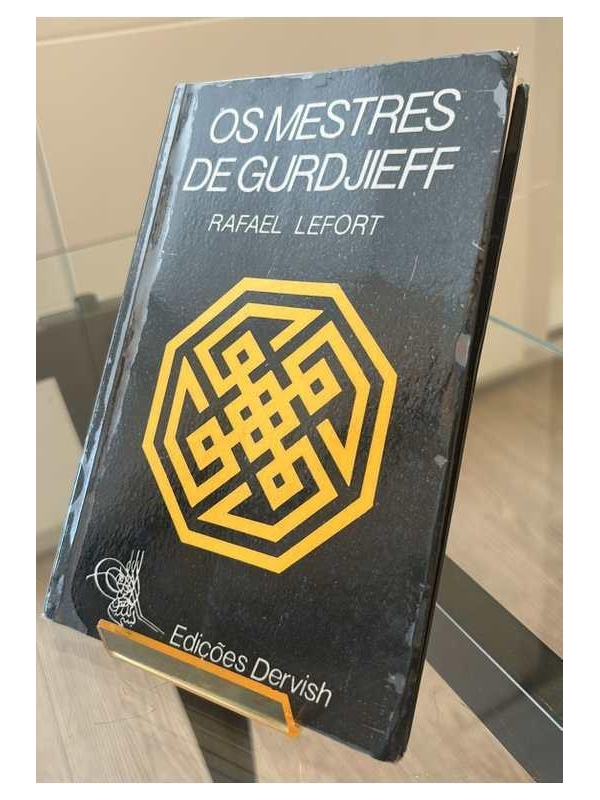 OS MESTRES
DE GURDJIEFF
RAFAEL LEFORT
Edições Dervish